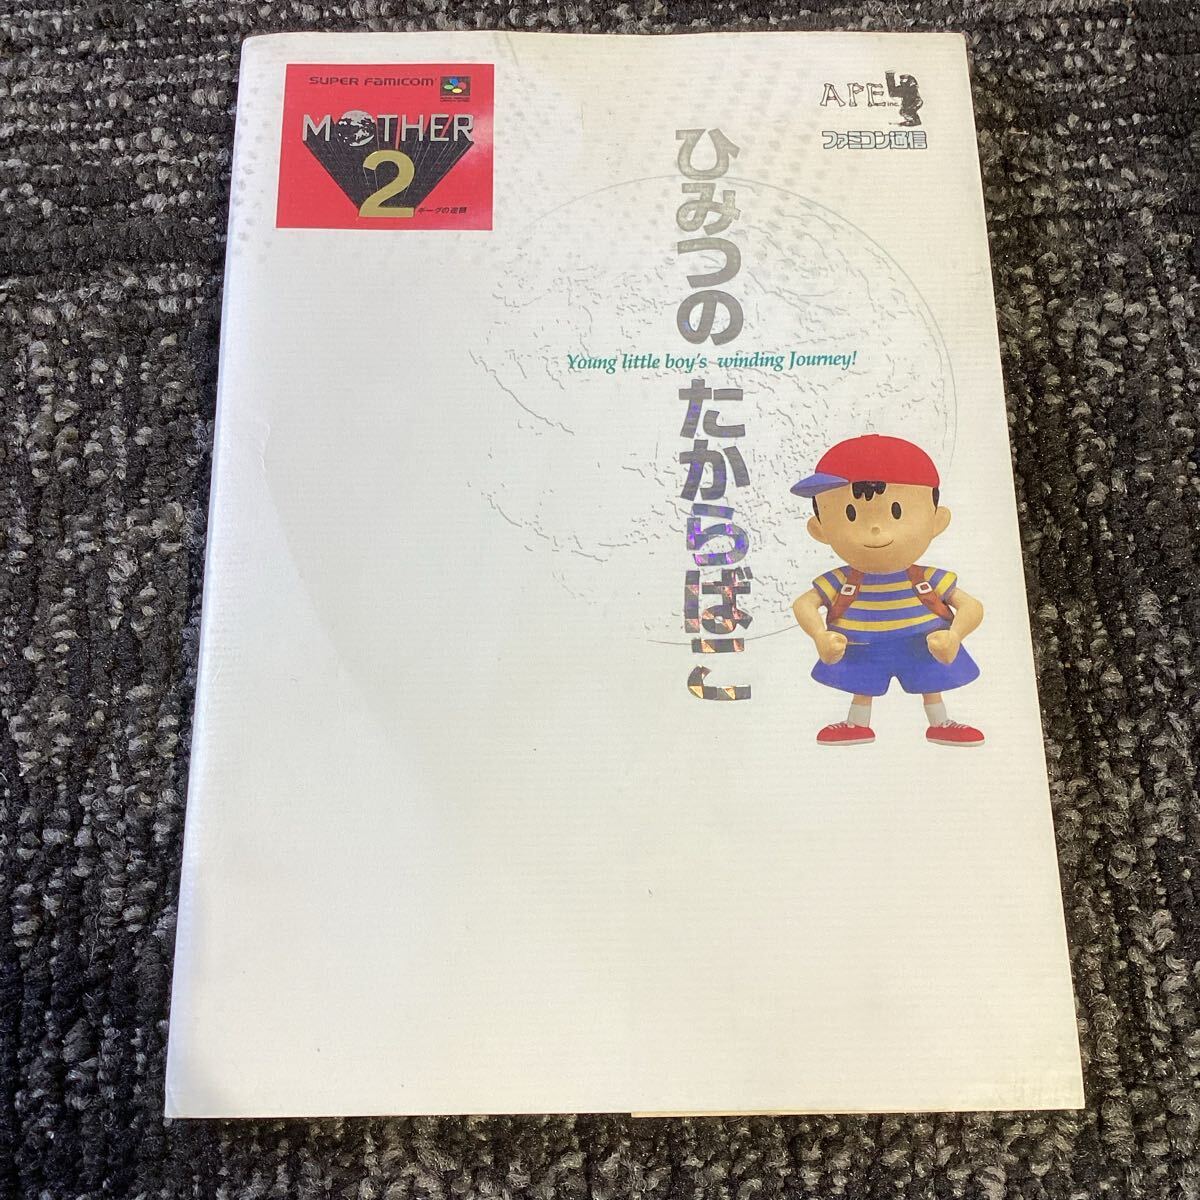 SUPER FAMICOM
MOTHER
2
ギーグの逆襲
APE inc.
ファミコン通信
ひみつのたからばこ
Young little boy's winding Journey!